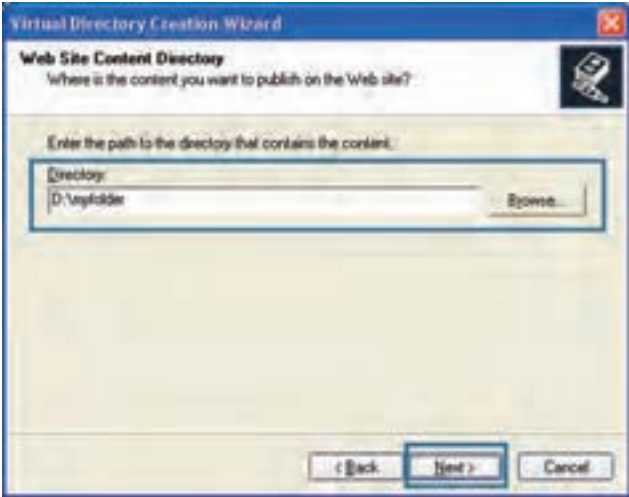 Virtual Directory Creation Wizard
Web Site Content Directory
Where is the content you want to publish on the Web site?
Enter the path to the directory that contains the content.
Directory:
D:\myfolder
Browse...
< Back
Next >
Cancel